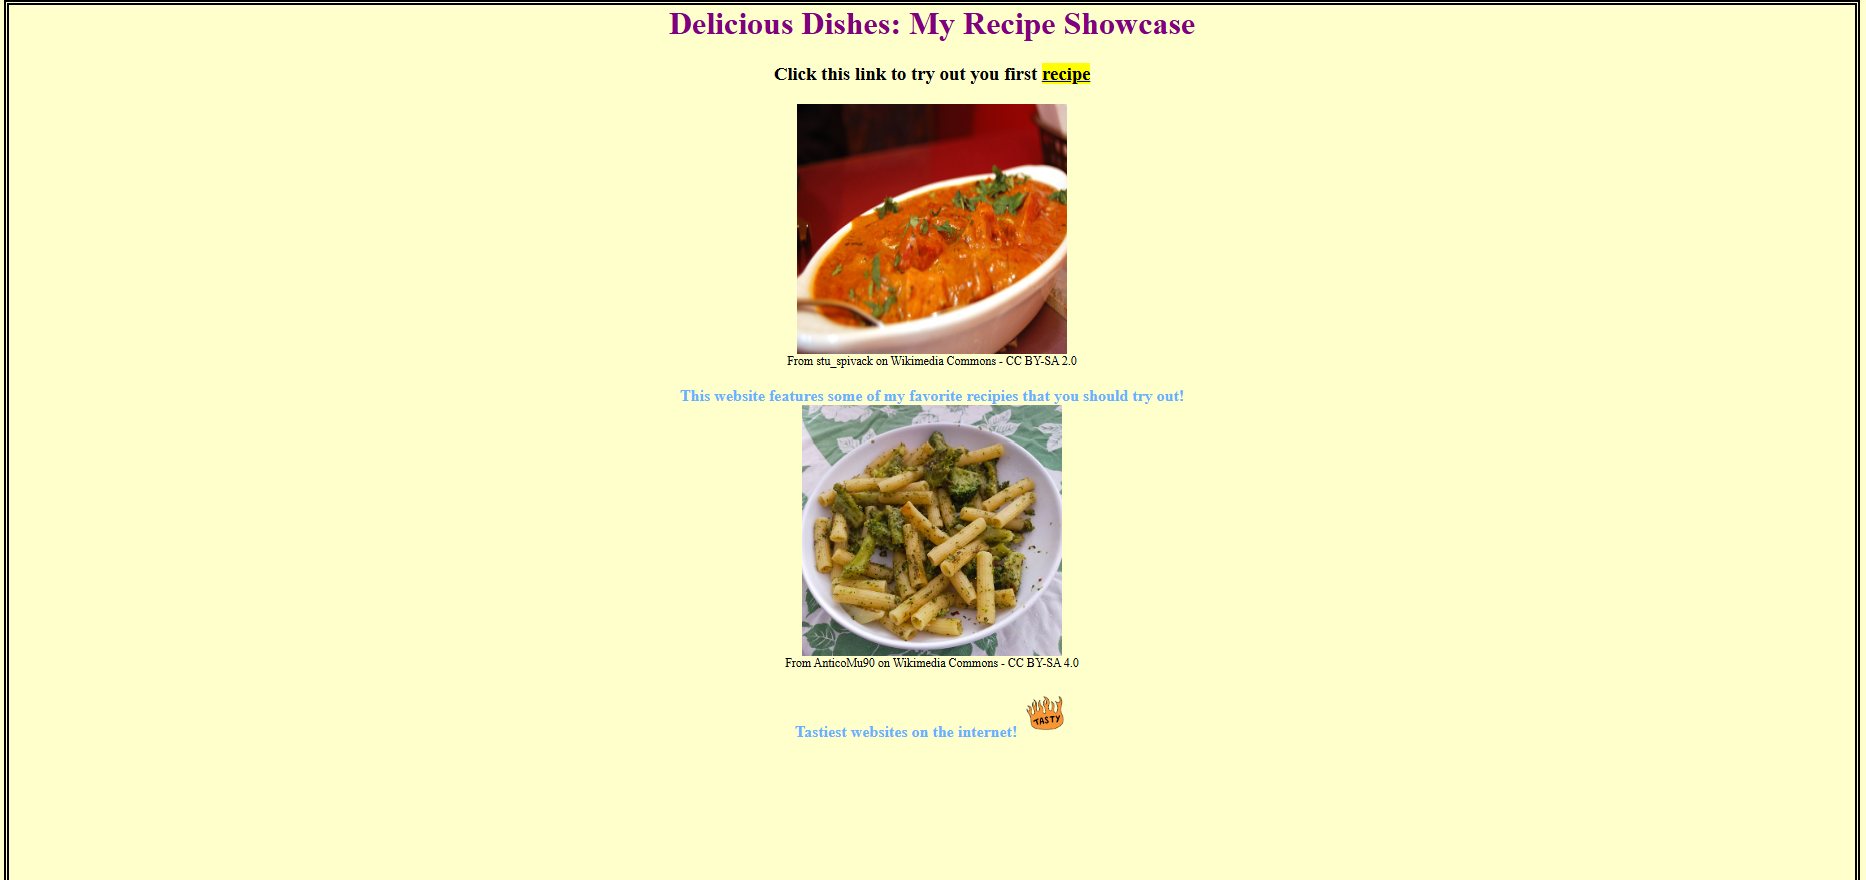 Delicious Dishes: My Recipe Showcase
Click this link to try out you first recipe
From stu_spivack on Wikimedia Commons - CC BY-SA 2.0
This website features some of my favorite recipies that you should try out!
From AnticoMu90 on Wikimedia Commons - CC BY-SA 4.0
TASTY
Tastiest websites on the internet!